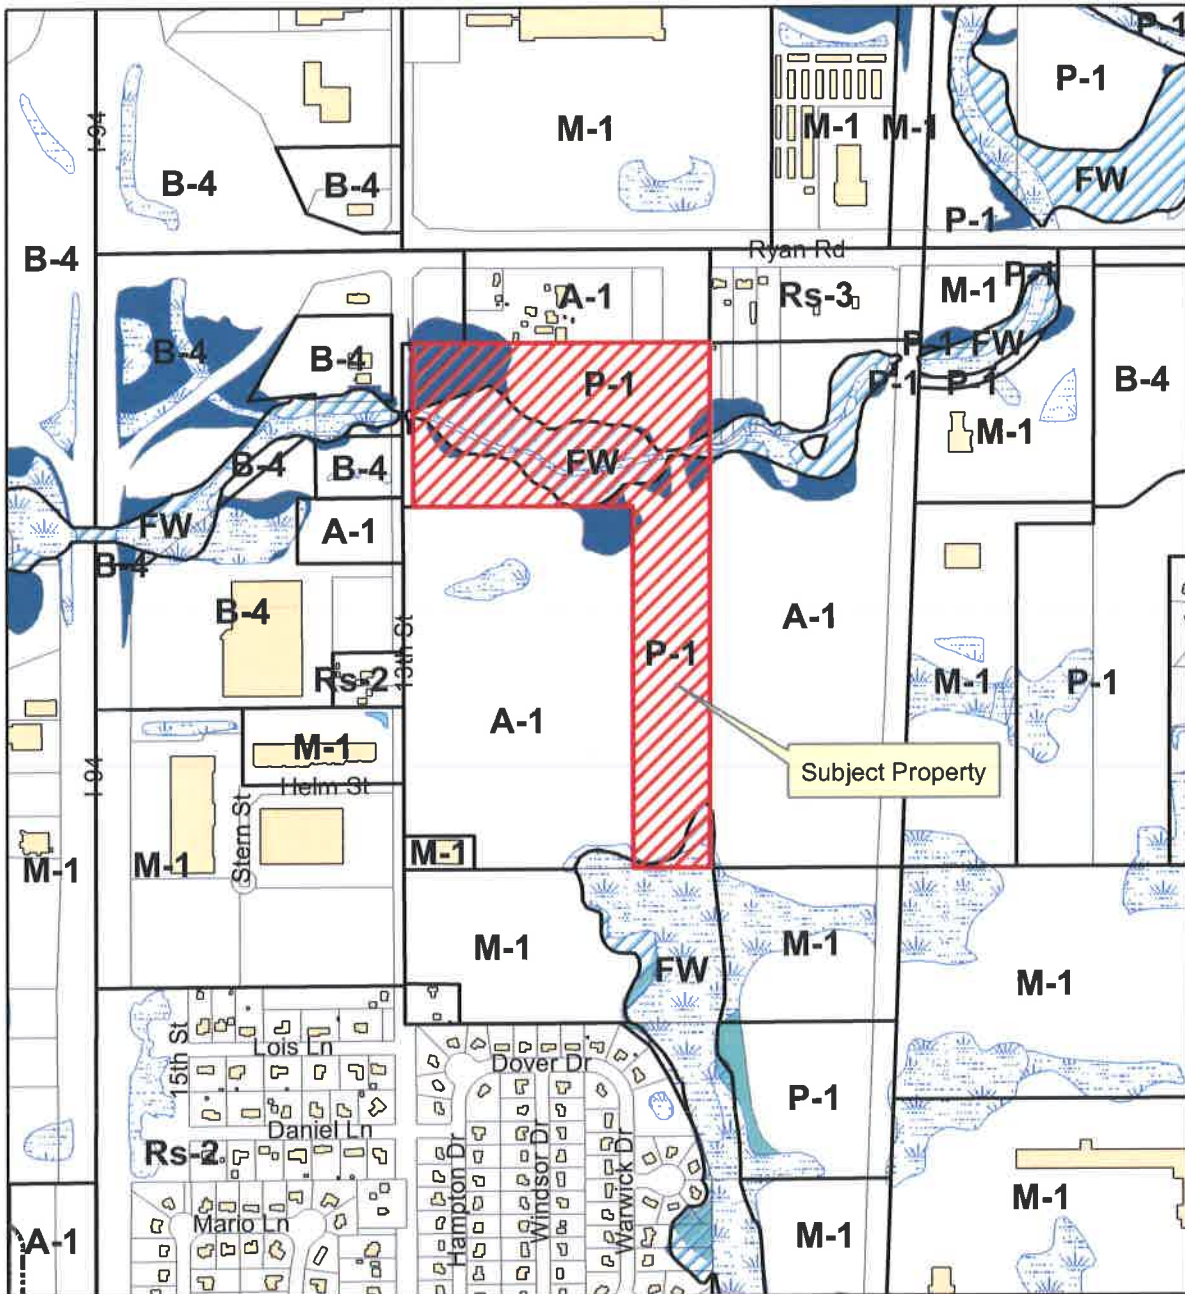 P-1
P-1
I-94
M-1
M-1
M-1
B-4
B-4
FW
P-1
B-4
Ryan Rd
P-1
A-1
Rs-3
M-1
B-4
B-4
P-1
FW
P-1
P-1
P-1
B-4
M-1
FW
B-4
B-4
FW
A-1
B-4
B-4
A-1
13th St
P-1
Rs-2
M-1
P-1
A-1
M-1
Subject Property
I-94
Helm St
Stern St
M-1
M-1
M-1
M-1
M-1
FW
M-1
15th St
Lois Ln
Dover Dr
P-1
Daniel Ln
Rs-2
Hampton Dr
Windsor Dr
Warwick Dr
M-1
Mario Ln
A-1
M-1